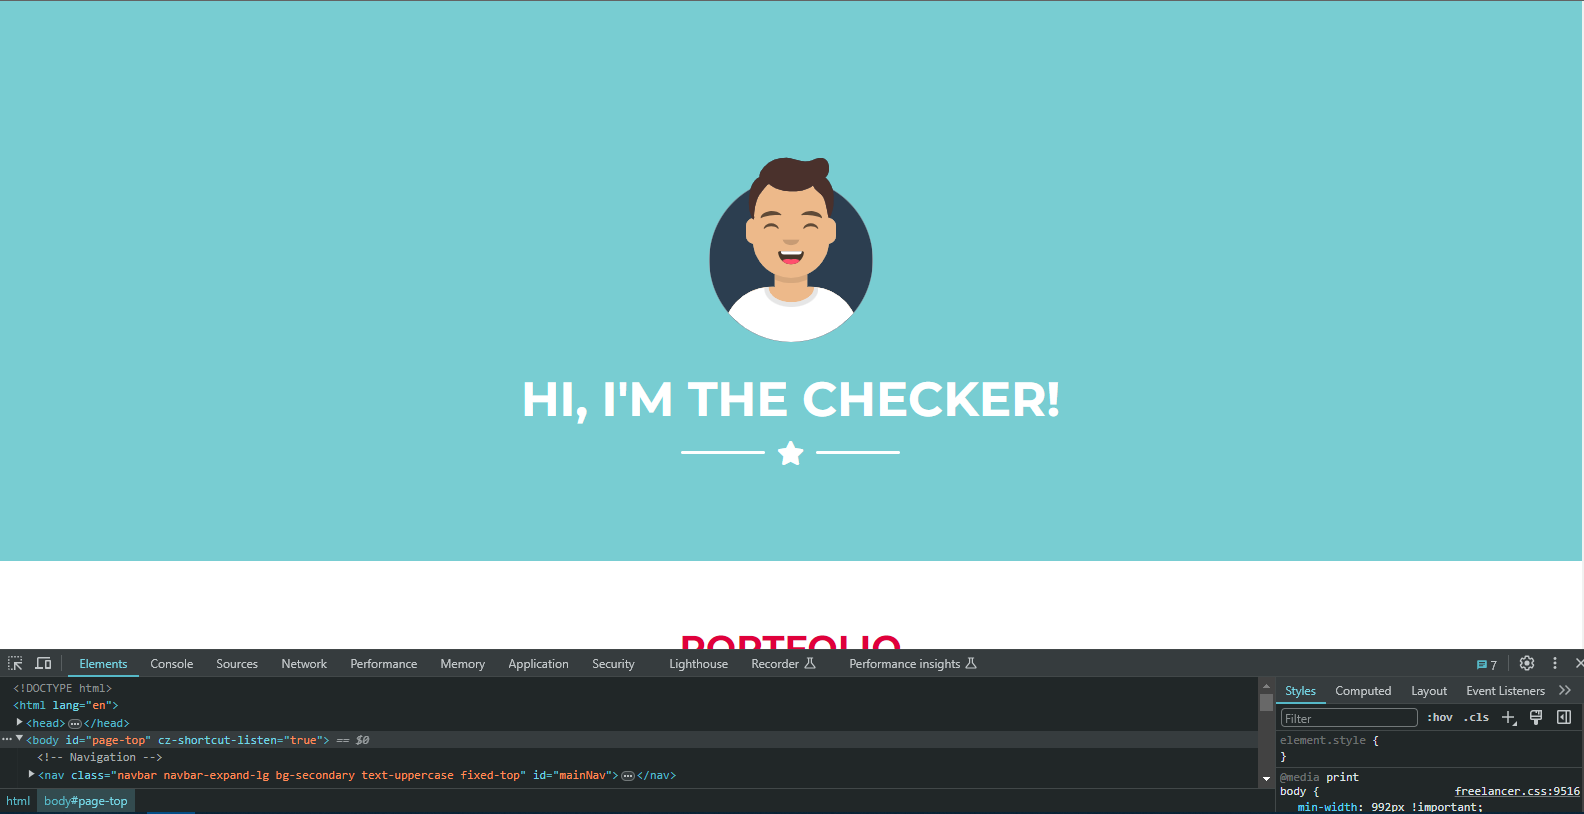 HI, I'M THE CHECKER!
PORTFOLIO
Elements Console Sources Network Performance Memory Application Security Lighthouse Recorder Performance insights 7
<!DOCTYPE html>
<html lang="en">
<head>…</head>
<body id="page-top" cz-shortcut-listen="true"> == $0
<!-- Navigation -->
<nav class="navbar navbar-expand-lg bg-secondary text-uppercase fixed-top" id="mainNav">…</nav>
html body#page-top
Styles Computed Layout Event Listeners
Filter :hov .cls
element.style {
}
@media print
body { freelancer.css:9516
min-width: 992px !important;